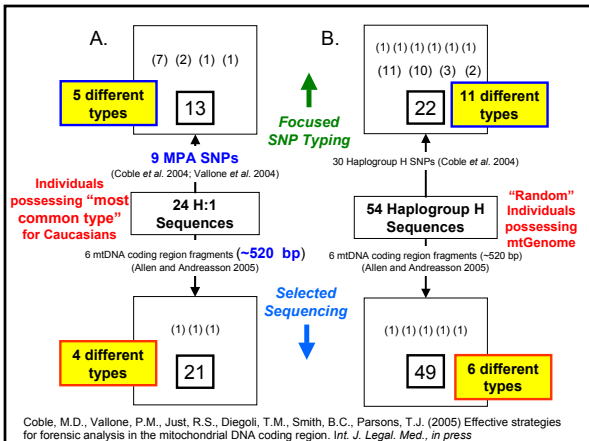 A.
(7) (2) (1) (1)
5 different
types
13
9 MPA SNPs
(Coble et al. 2004; Vallone et al. 2004)
Individuals
possessing "most
common type"
for Caucasians
24 H:1
Sequences
6 mtDNA coding region fragments (~520 bp)
(Allen and Andreasson 2005)
(1) (1) (1)
4 different
types
21
Focused
SNP Typing
Selected
Sequencing
B.
(1) (1) (1) (1) (1) (1)
(11) (10) (3) (2)
22
11 different
types
30 Haplogroup H SNPs (Coble et al. 2004)
54 Haplogroup H
Sequences
"Random"
Individuals
possessing
mtGenome
6 mtDNA coding region fragments (~520 bp)
(Allen and Andreasson 2005)
(1) (1) (1) (1) (1)
49
6 different
types
Coble, M.D., Vallone, P.M., Just, R.S., Diegoli, T.M., Smith, B.C., Parsons, T.J. (2005) Effective strategies
for forensic analysis in the mitochondrial DNA coding region. Int. J. Legal. Med., in press